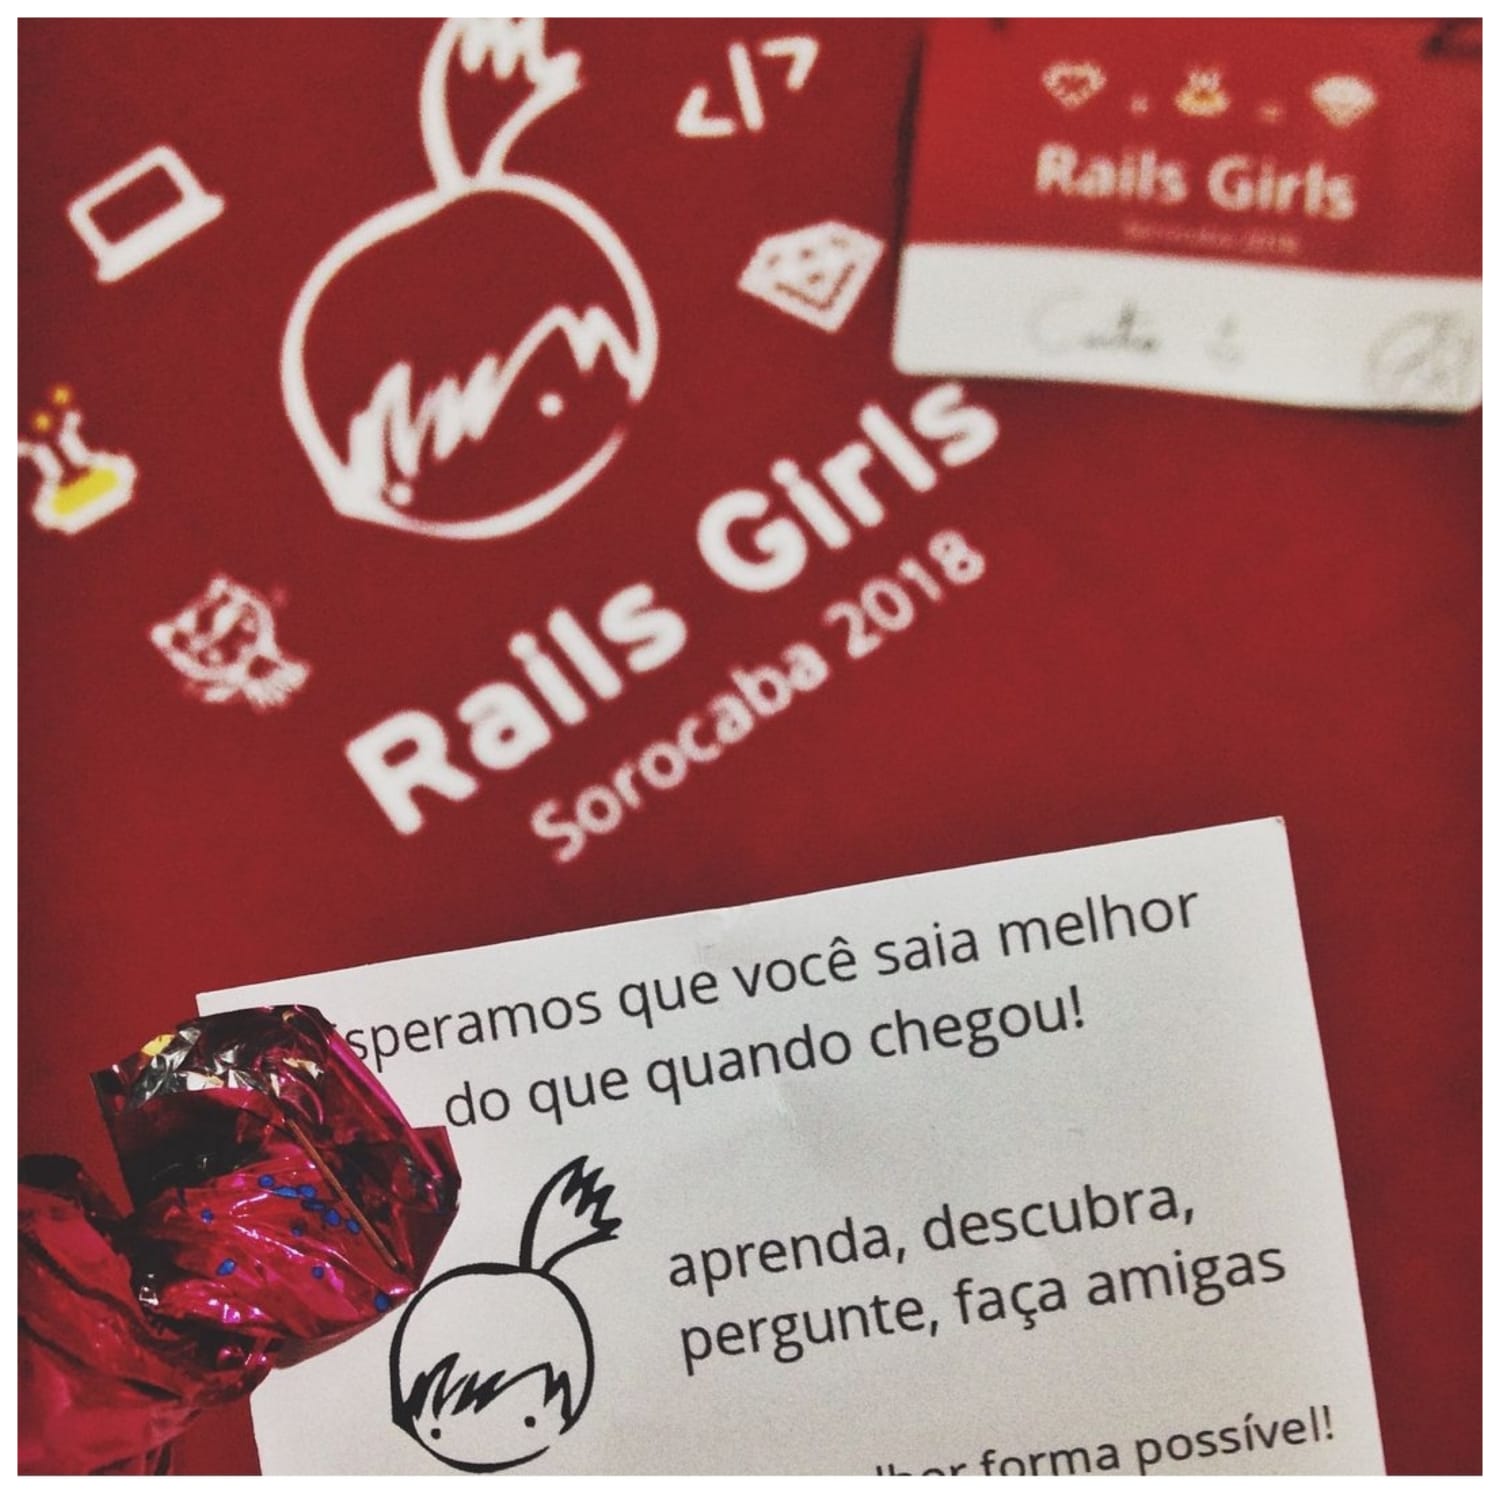 </>
Rails Girls
Rails Girls
Sorocaba 2018
speramos que você saia melhor
do que quando chegou!
aprenda, descubra,
pergunte, faça amigas
forma possível!